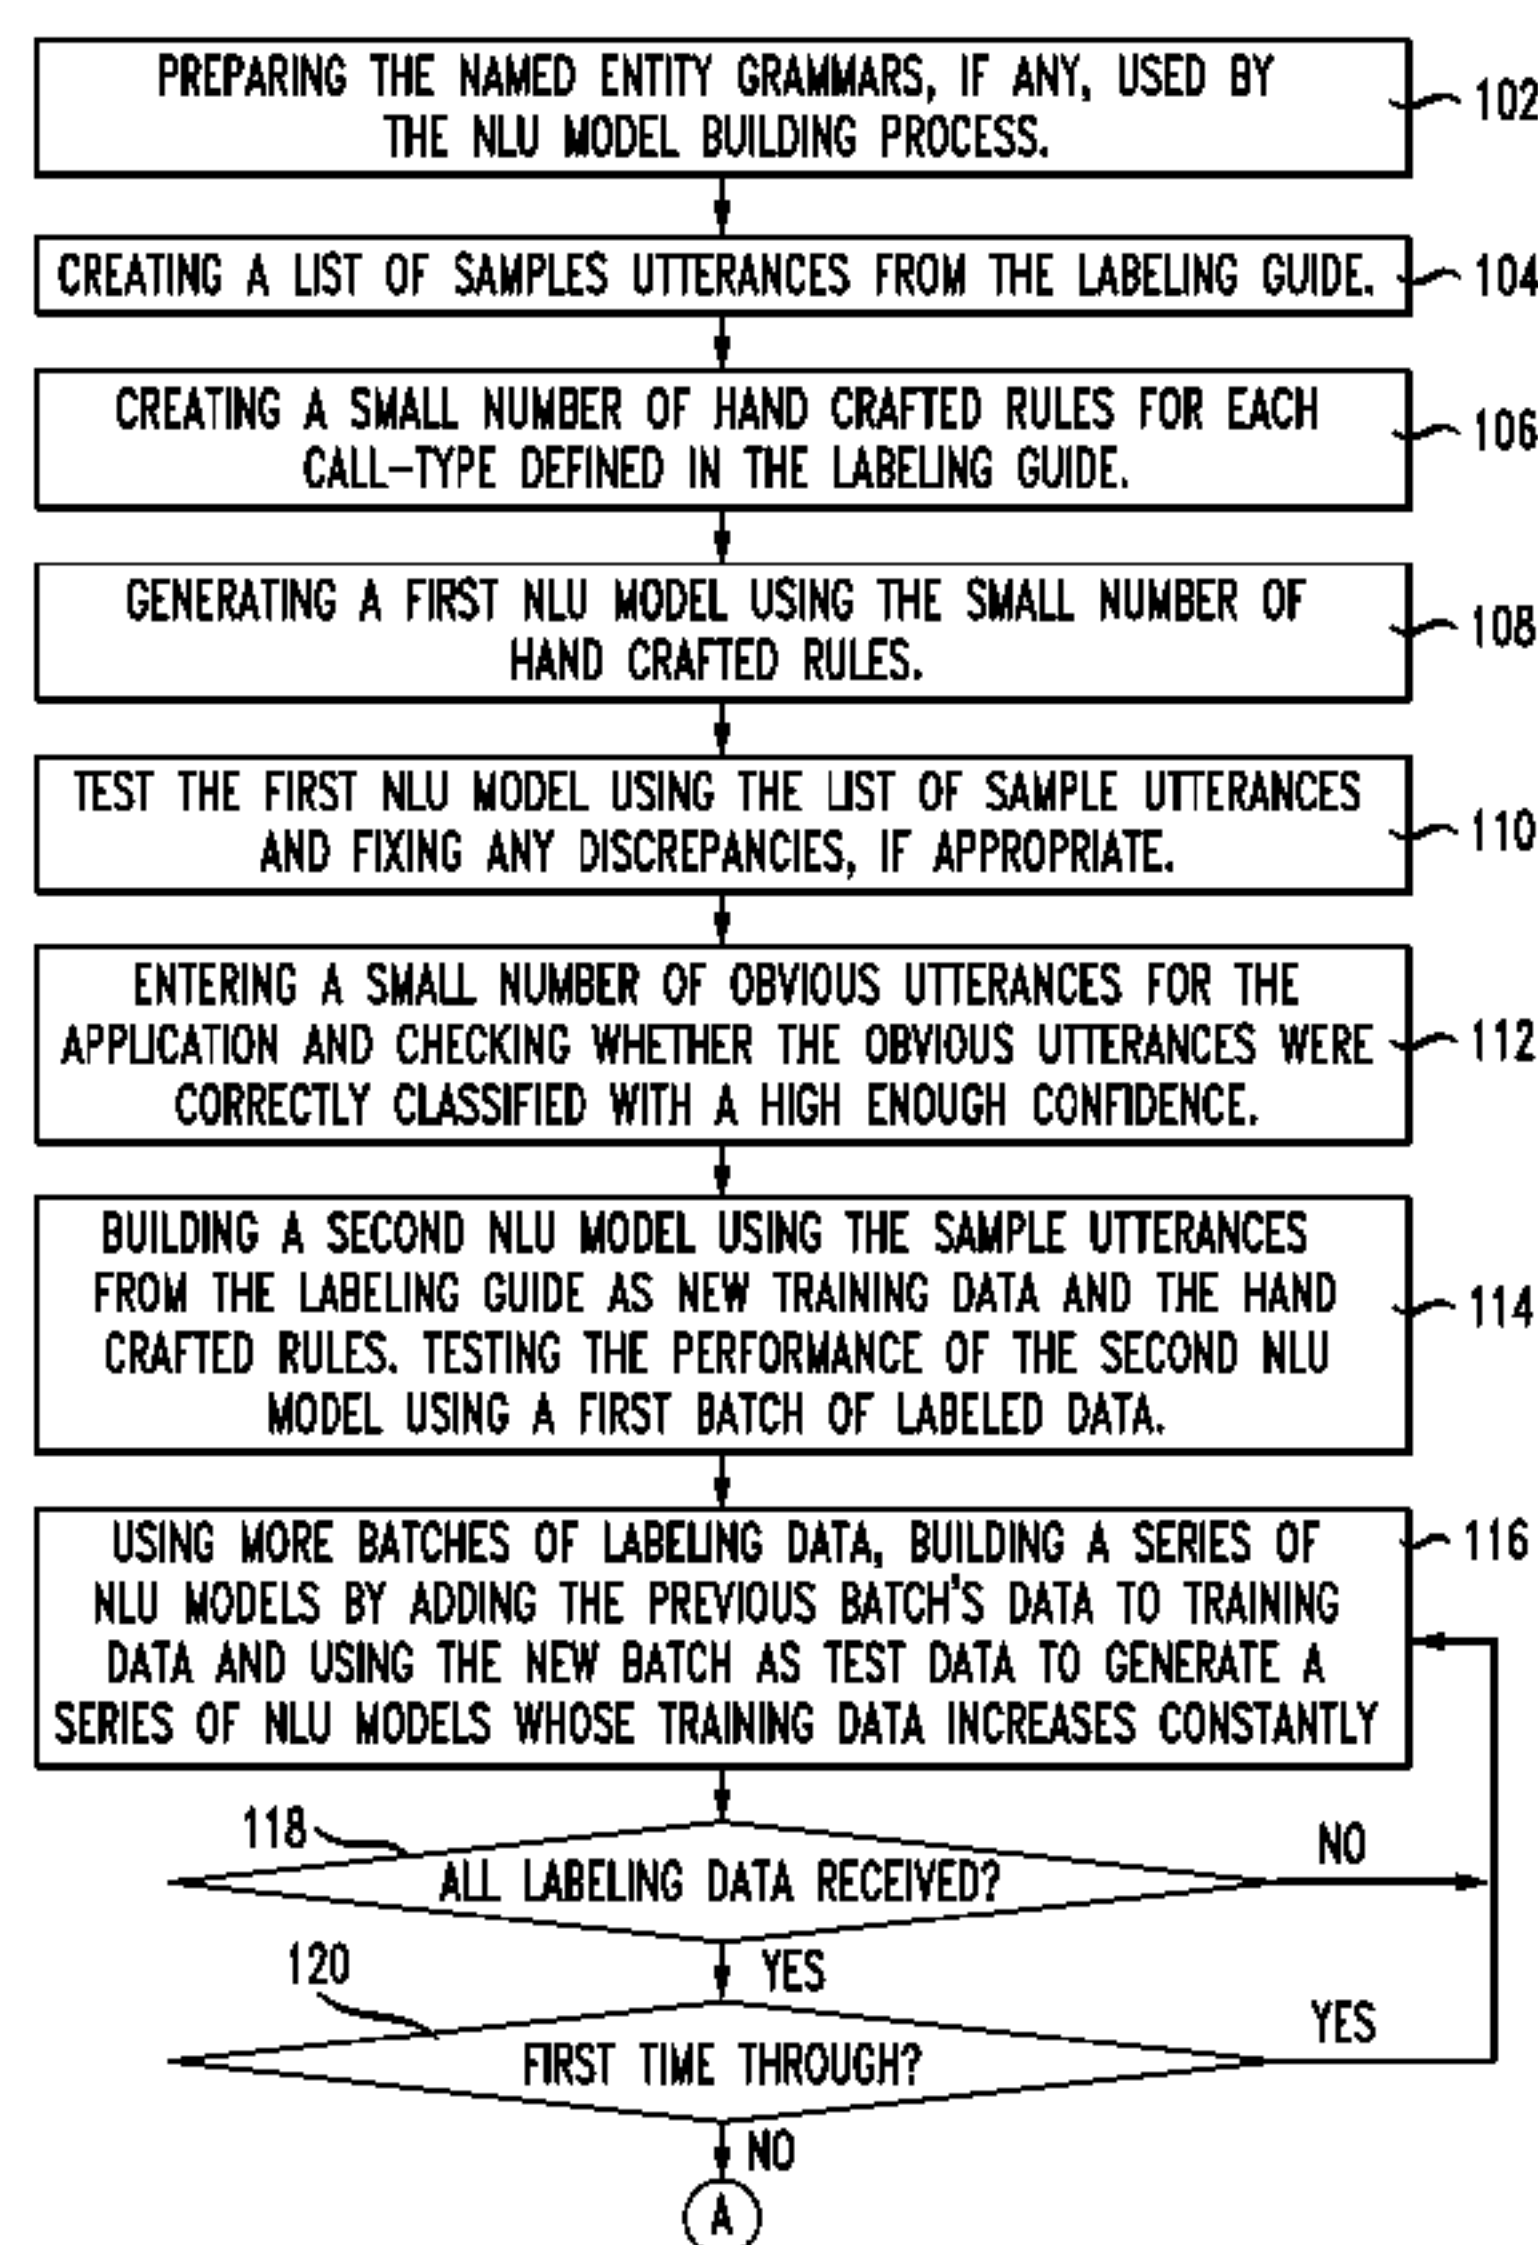 PREPARING THE NAMED ENTITY GRAMMARS, IF ANY, USED BY
THE NLU MODEL BUILDING PROCESS.
102
CREATING A LIST OF SAMPLES UTTERANCES FROM THE LABELING GUIDE.
104
CREATING A SMALL NUMBER OF HAND CRAFTED RULES FOR EACH
CALL-TYPE DEFINED IN THE LABELING GUIDE.
106
GENERATING A FIRST NLU MODEL USING THE SMALL NUMBER OF
HAND CRAFTED RULES.
108
TEST THE FIRST NLU MODEL USING THE LIST OF SAMPLE UTTERANCES
AND FIXING ANY DISCREPANCIES, IF APPROPRIATE.
110
ENTERING A SMALL NUMBER OF OBVIOUS UTTERANCES FOR THE
APPLICATION AND CHECKING WHETHER THE OBVIOUS UTTERANCES WERE
CORRECTLY CLASSIFIED WITH A HIGH ENOUGH CONFIDENCE.
112
BUILDING A SECOND NLU MODEL USING THE SAMPLE UTTERANCES
FROM THE LABELING GUIDE AS NEW TRAINING DATA AND THE HAND
CRAFTED RULES. TESTING THE PERFORMANCE OF THE SECOND NLU
MODEL USING A FIRST BATCH OF LABELED DATA.
114
USING MORE BATCHES OF LABELING DATA, BUILDING A SERIES OF
NLU MODELS BY ADDING THE PREVIOUS BATCH'S DATA TO TRAINING
DATA AND USING THE NEW BATCH AS TEST DATA TO GENERATE A
SERIES OF NLU MODELS WHOSE TRAINING DATA INCREASES CONSTANTLY
116
118
ALL LABELING DATA RECEIVED?
NO
YES
120
FIRST TIME THROUGH?
YES
NO
A